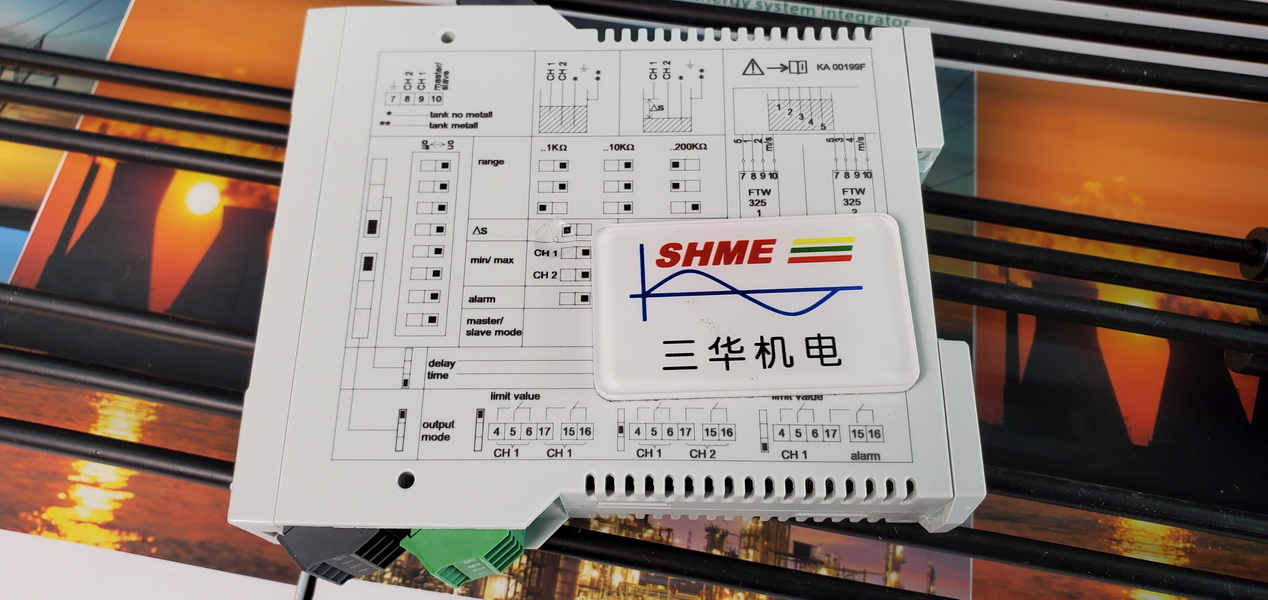 energy system integrator
CH 2
CH 1
master/
slave
7 8 9 10
* tank no metall
** tank metall
CH 1
CH 2
*
**
CH 1
CH 2
*
**
Δs
KA 00199F
1 2 3 4 5
off <-> on
range
..1KΩ
..10KΩ
..200KΩ
5 1 2 m/s
7 8 9 10
FTW
325
1
5 3 4 m/s
7 8 9 10
FTW
325
2
Δs
min/ max
CH 1
CH 2
alarm
master/
slave mode
SHME
三华机电
delay
time
output
mode
limit value
4 5 6 17 15 16
CH 1 CH 1
4 5 6 17 15 16
CH 1 CH 2
limit value
4 5 6 17 15 16
CH 1 alarm